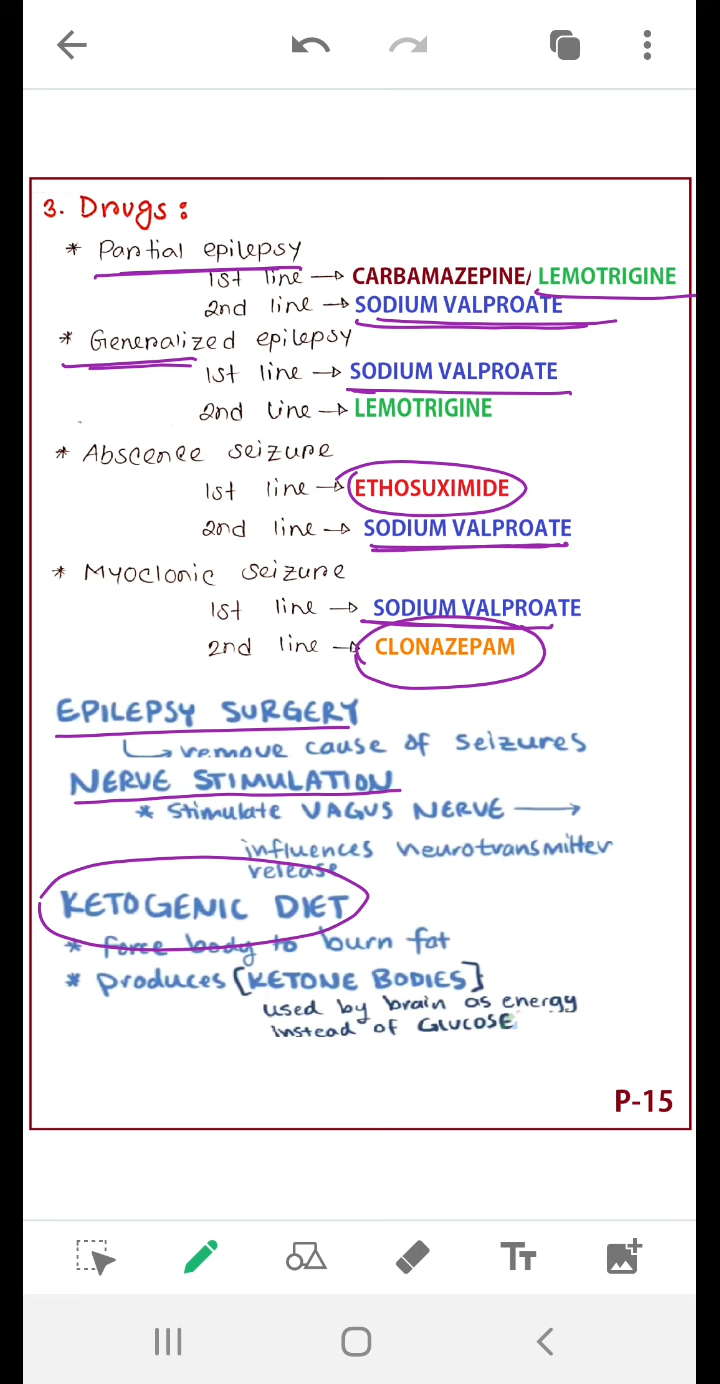 3. Drugs :
* Partial epilepsy
1st line → CARBAMAZEPINE/ LEMOTRIGINE
2nd line → SODIUM VALPROATE
* Generalized epilepsy
1st line → SODIUM VALPROATE
2nd line → LEMOTRIGINE
* Abscence seizure
1st line → ETHOSUXIMIDE
2nd line → SODIUM VALPROATE
* Myoclonic seizure
1st line → SODIUM VALPROATE
2nd line → CLONAZEPAM
EPILEPSY SURGERY
↳ remove cause of seizures
NERVE STIMULATION
* stimulate VAGUS NERVE →
influences neurotransmitter
release
KETOGENIC DIET
* force body to burn fat
* produces [KETONE BODIES}
used by brain as energy
instead of GLUCOSE
P-15
TT